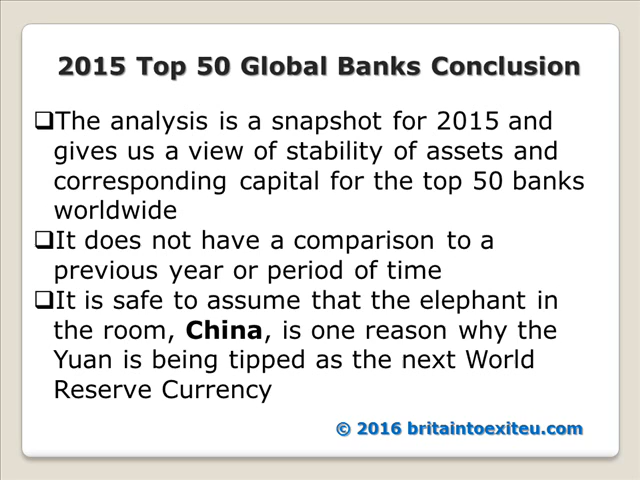 2015 Top 50 Global Banks Conclusion
❑The analysis is a snapshot for 2015 and
gives us a view of stability of assets and
corresponding capital for the top 50 banks
worldwide
❑It does not have a comparison to a
previous year or period of time
❑It is safe to assume that the elephant in
the room, China, is one reason why the
Yuan is being tipped as the next World
Reserve Currency
© 2016 britaintoexiteu.com